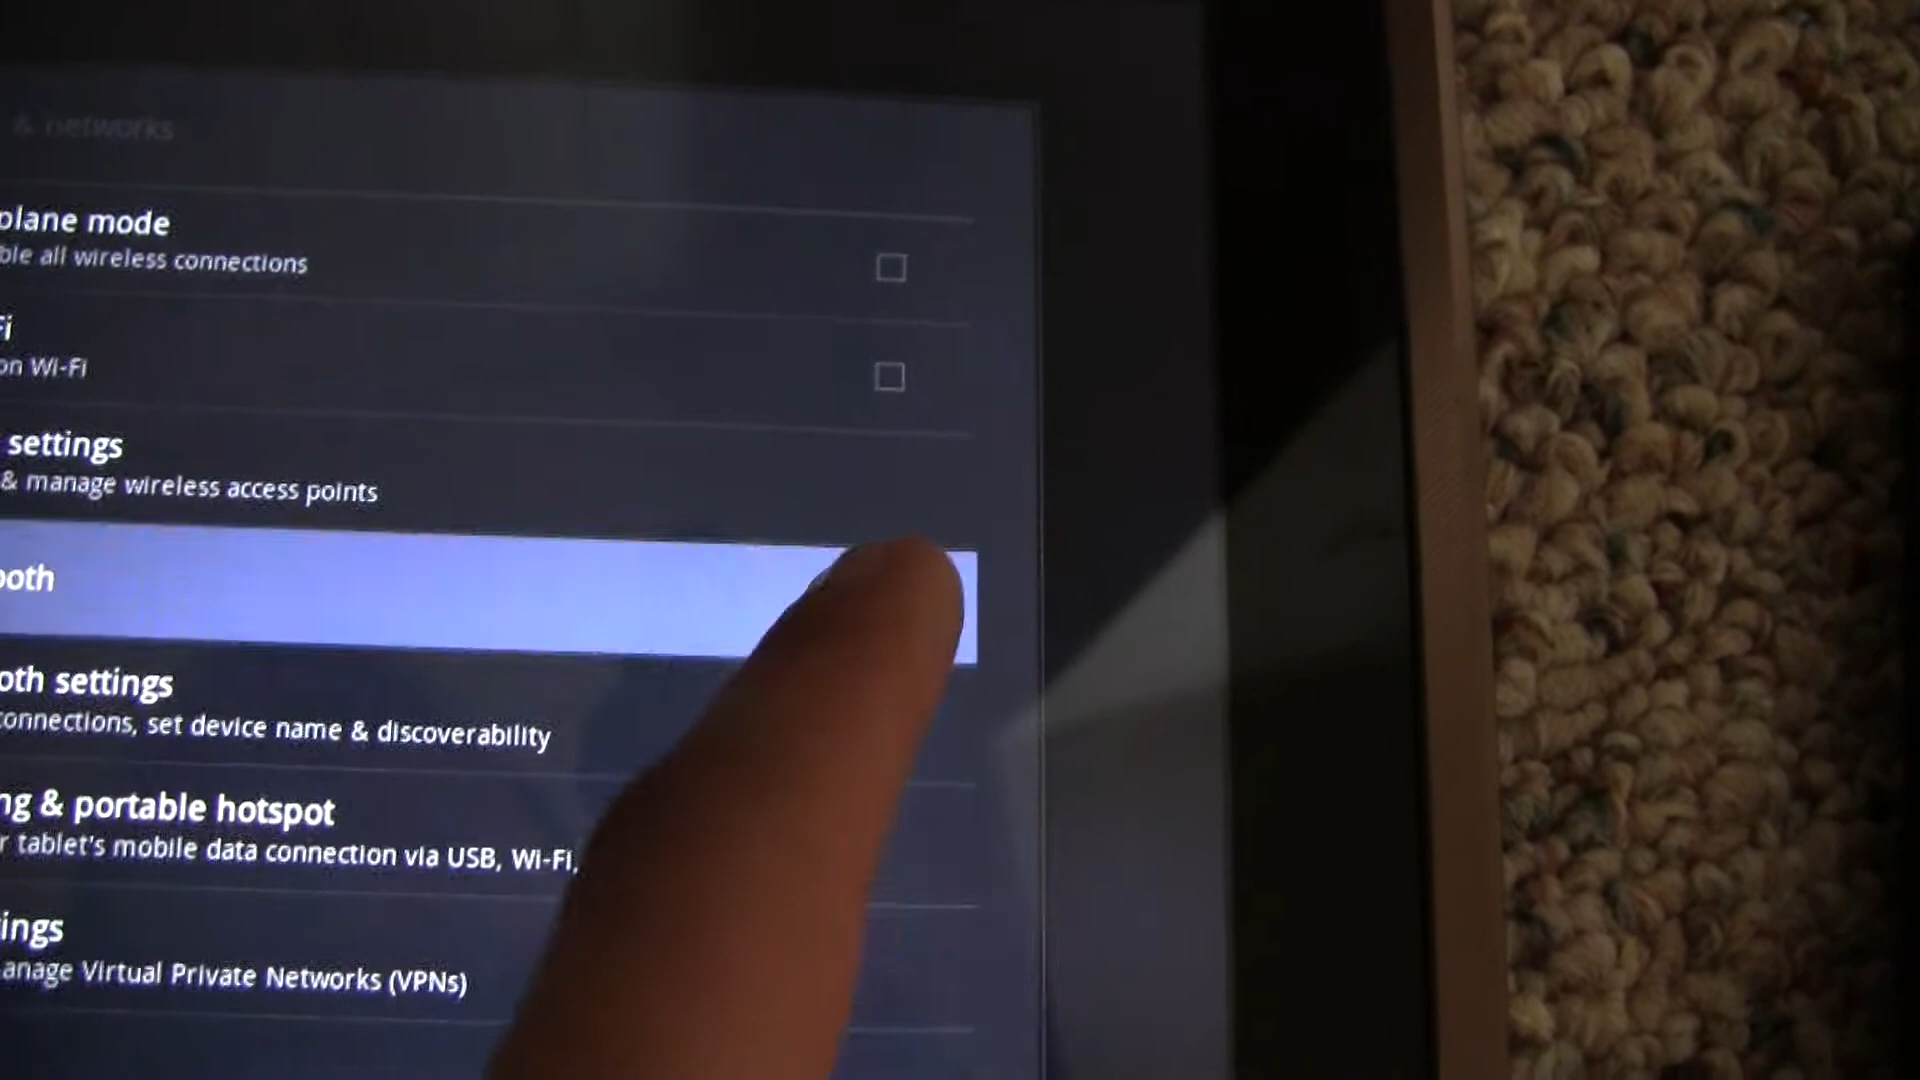 & networks
plane mode
ble all wireless connections
Fi
on Wi-Fi
settings
& manage wireless access points
ooth
oth settings
connections, set device name & discoverability
ng & portable hotspot
r tablet's mobile data connection via USB, Wi-Fi,
ings
anage Virtual Private Networks (VPNs)